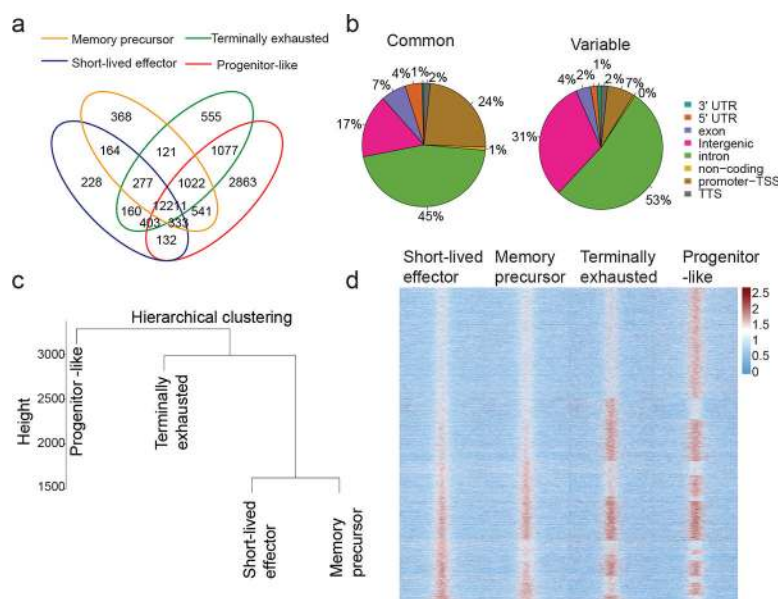 a
Memory precursor
Terminally exhausted
Short-lived effector
Progenitor-like
368
555
164
121
1077
228
277
1022
2863
160
12211
541
403
333
132
b
Common
Variable
7%
4%
1%
2%
24%
17%
1%
45%
4%
2%
1%
2%
7%
0%
31%
53%
3' UTR
5' UTR
exon
Intergenic
intron
non-coding
promoter-TSS
TTS
c
Hierarchical clustering
Height
3000
2500
2000
1500
Progenitor -like
Terminally
exhausted
Short-lived
effector
Memory
precursor
d
Short-lived
effector
Memory
precursor
Terminally
exhausted
Progenitor
-like
2.5
2
1.5
1
0.5
0